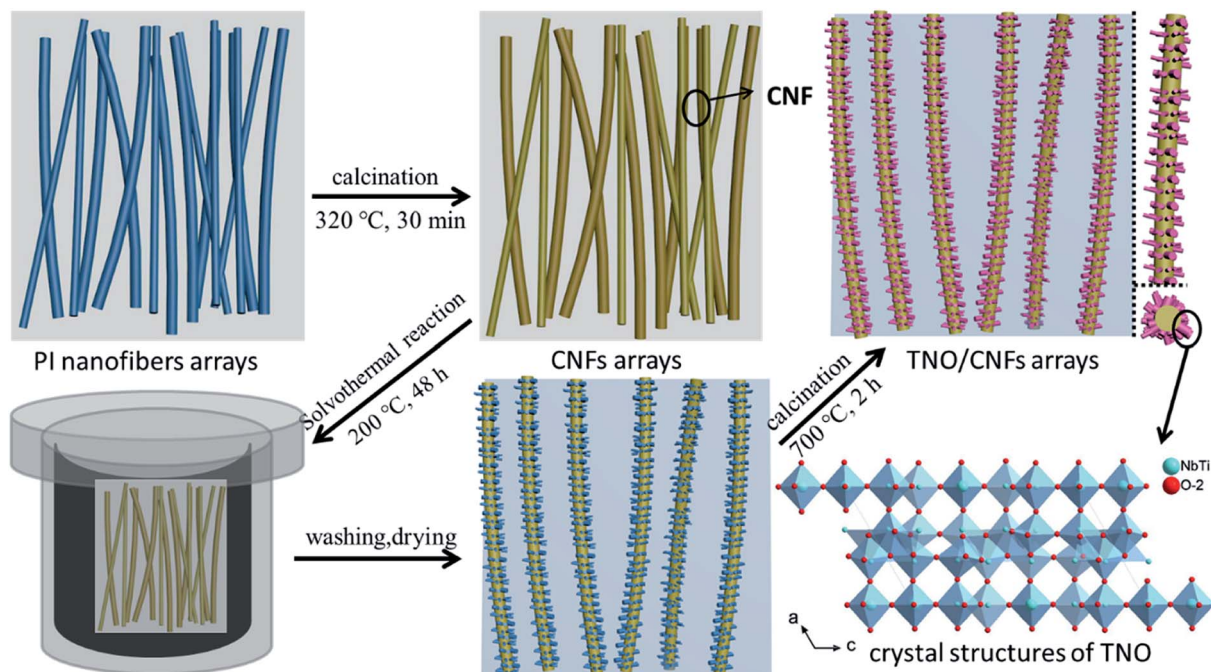 calcination
320 °C, 30 min
CNF
PI nanofibers arrays
CNFs arrays
TNO/CNFs arrays
Solvothermal reaction
200 °C, 48 h
calcination
700 °C, 2 h
NbTi
O-2
washing,drying
a
c
crystal structures of TNO